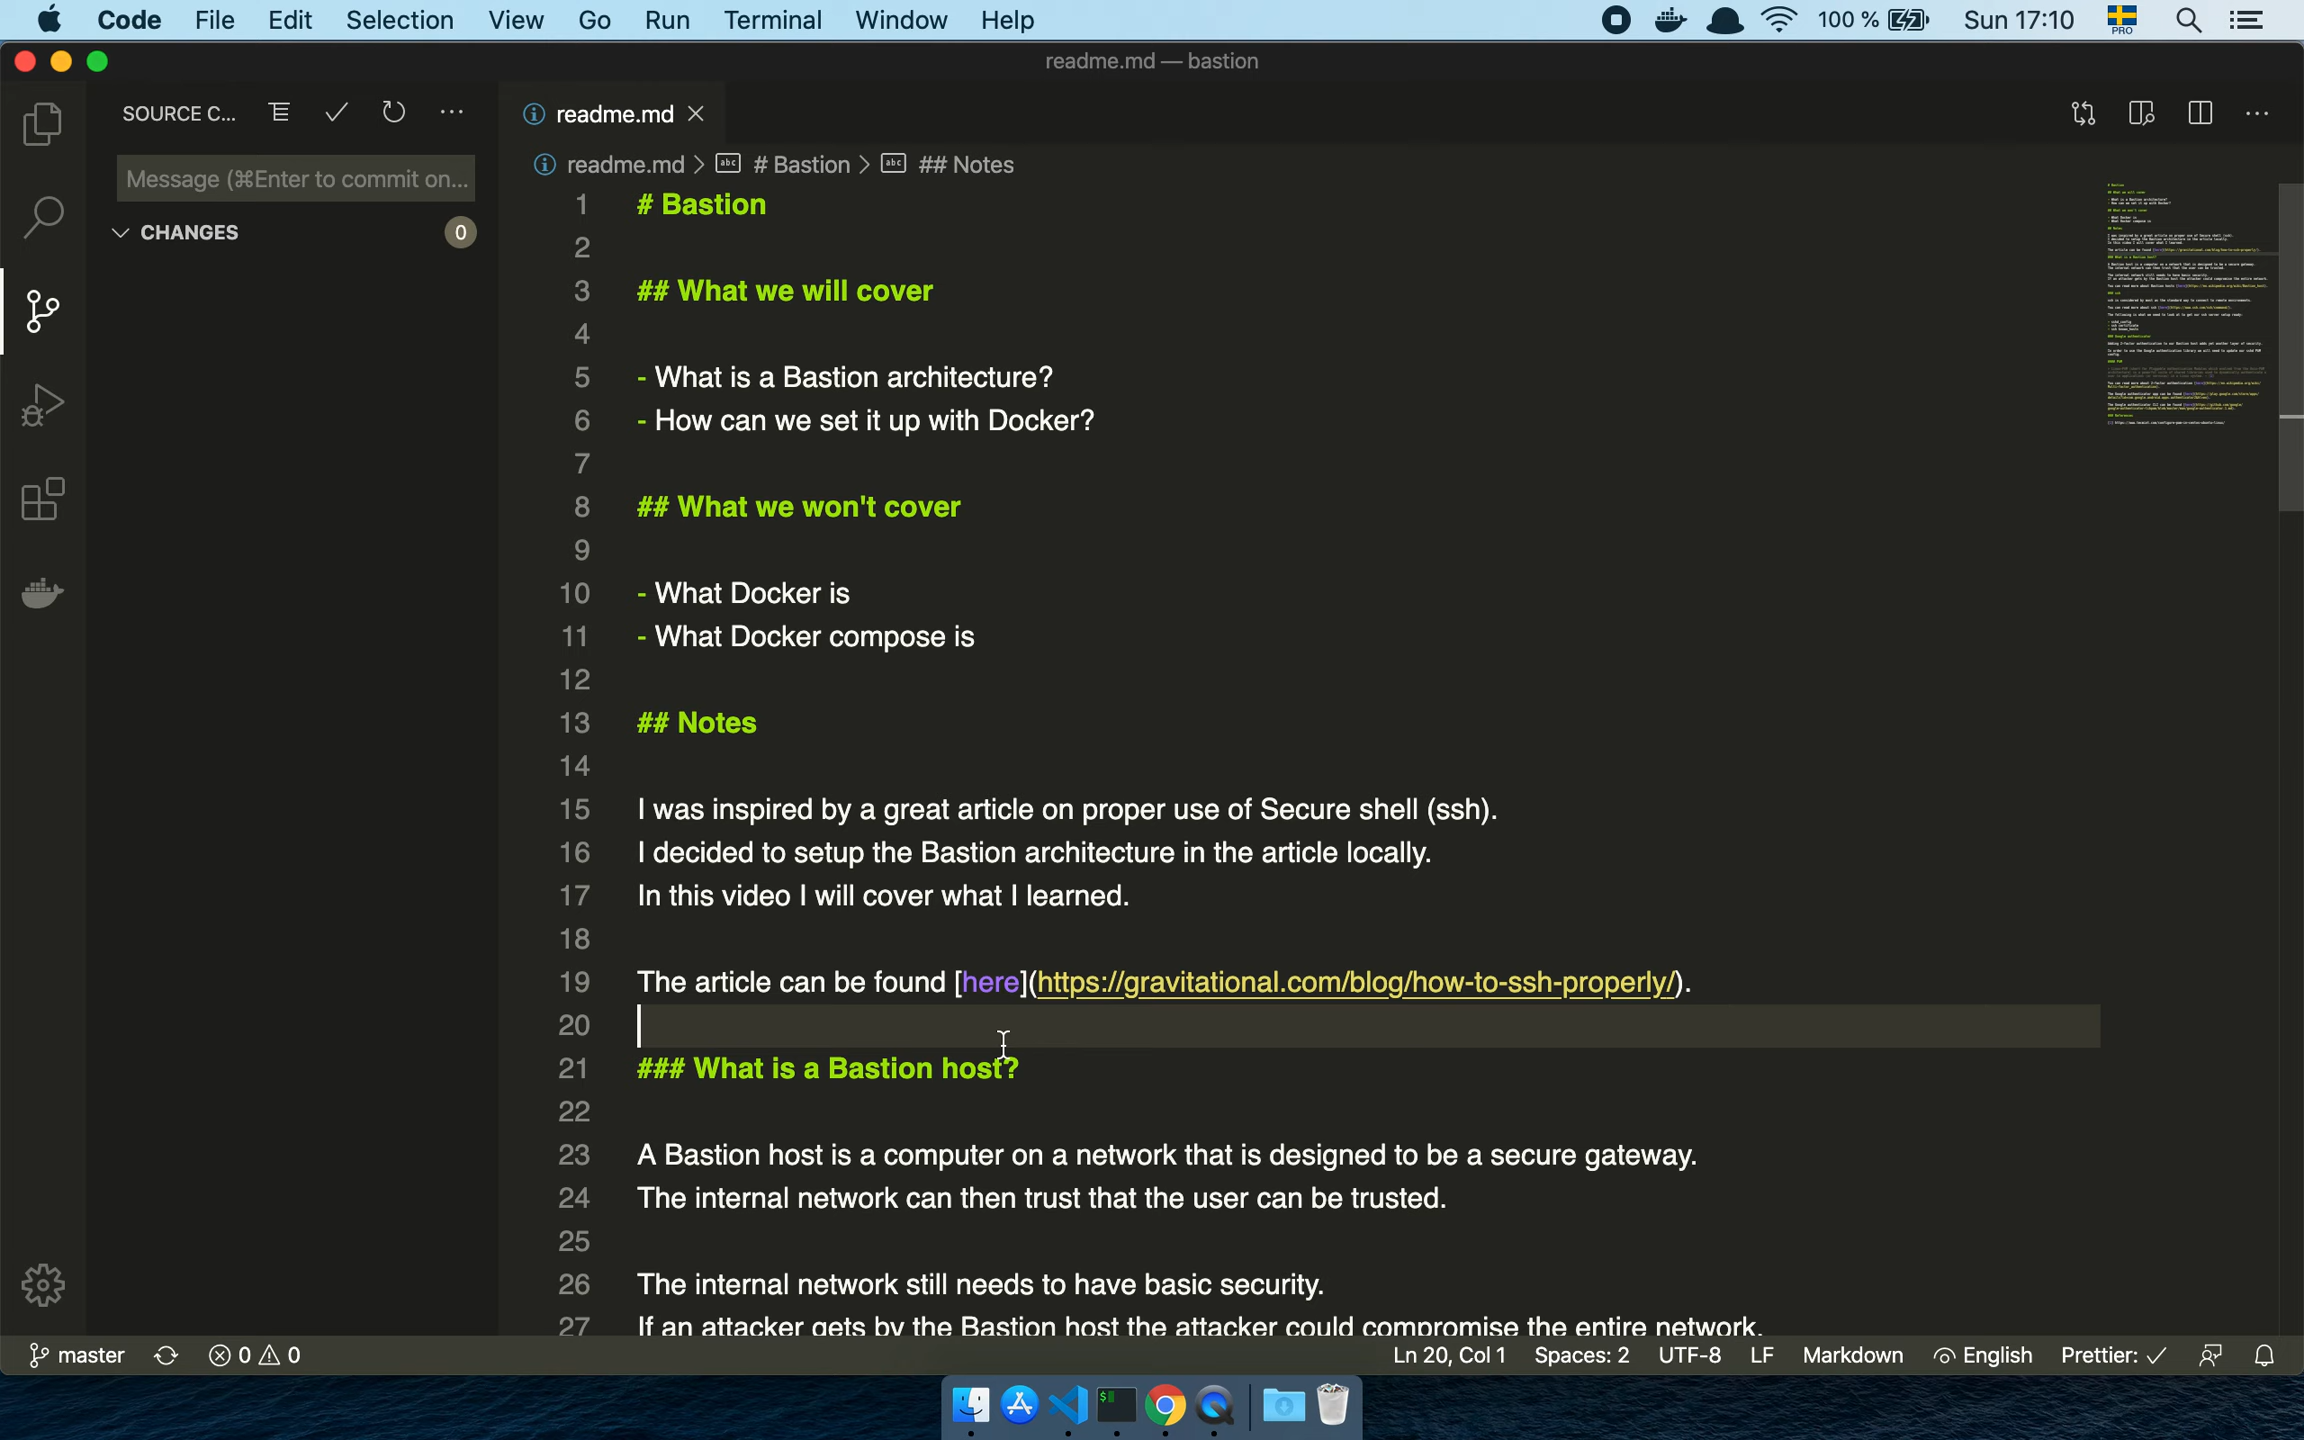 Code File Edit Selection View Go Run Terminal Window Help 100 % Sun 17:10 PRO
readme.md — bastion
SOURCE C... readme.md
readme.md > # Bastion > ## Notes
Message (⌘Enter to commit on...
CHANGES 0
1 # Bastion
2
3 ## What we will cover
4
5 - What is a Bastion architecture?
6 - How can we set it up with Docker?
7
8 ## What we won't cover
9
10 - What Docker is
11 - What Docker compose is
12
13 ## Notes
14
15 I was inspired by a great article on proper use of Secure shell (ssh).
16 I decided to setup the Bastion architecture in the article locally.
17 In this video I will cover what I learned.
18
19 The article can be found [here](https://gravitational.com/blog/how-to-ssh-properly/).
20
21 ### What is a Bastion host?
22
23 A Bastion host is a computer on a network that is designed to be a secure gateway.
24 The internal network can then trust that the user can be trusted.
25
26 The internal network still needs to have basic security.
27 If an attacker gets by the Bastion host the attacker could compromise the entire network.
master 0 0 Ln 20, Col 1 Spaces: 2 UTF-8 LF Markdown English Prettier: ✓